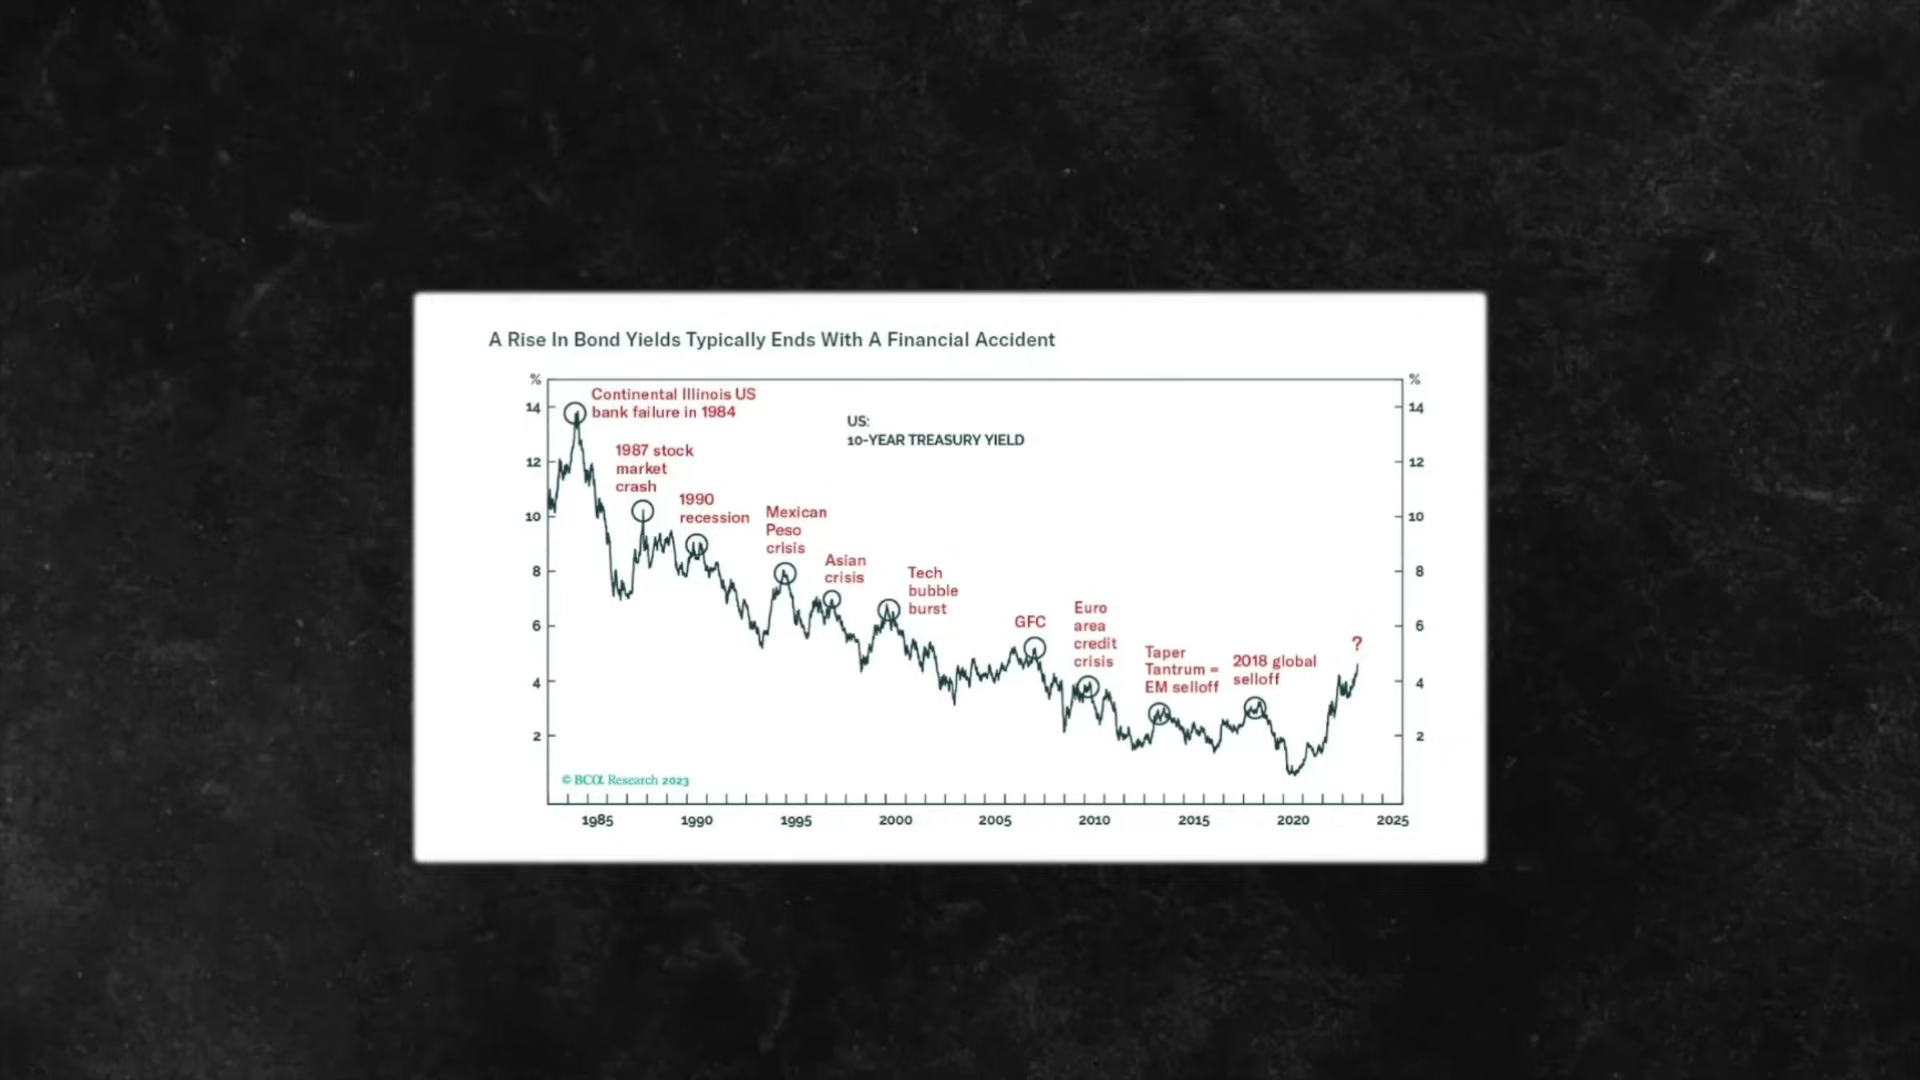 A Rise In Bond Yields Typically Ends With A Financial Accident
% %
Continental Illinois US
bank failure in 1984
14 14
US:
10-YEAR TREASURY YIELD
1987 stock
market
crash
12 12
1990
recession
10 10
Mexican
Peso
crisis
Asian
crisis
8 8
Tech
bubble
burst
GFC
6 6
Euro
area
credit
crisis
Taper
Tantrum =
EM selloff
2018 global
selloff
?
4 4
2 2
© BCA Research 2023
1985 1990 1995 2000 2005 2010 2015 2020 2025